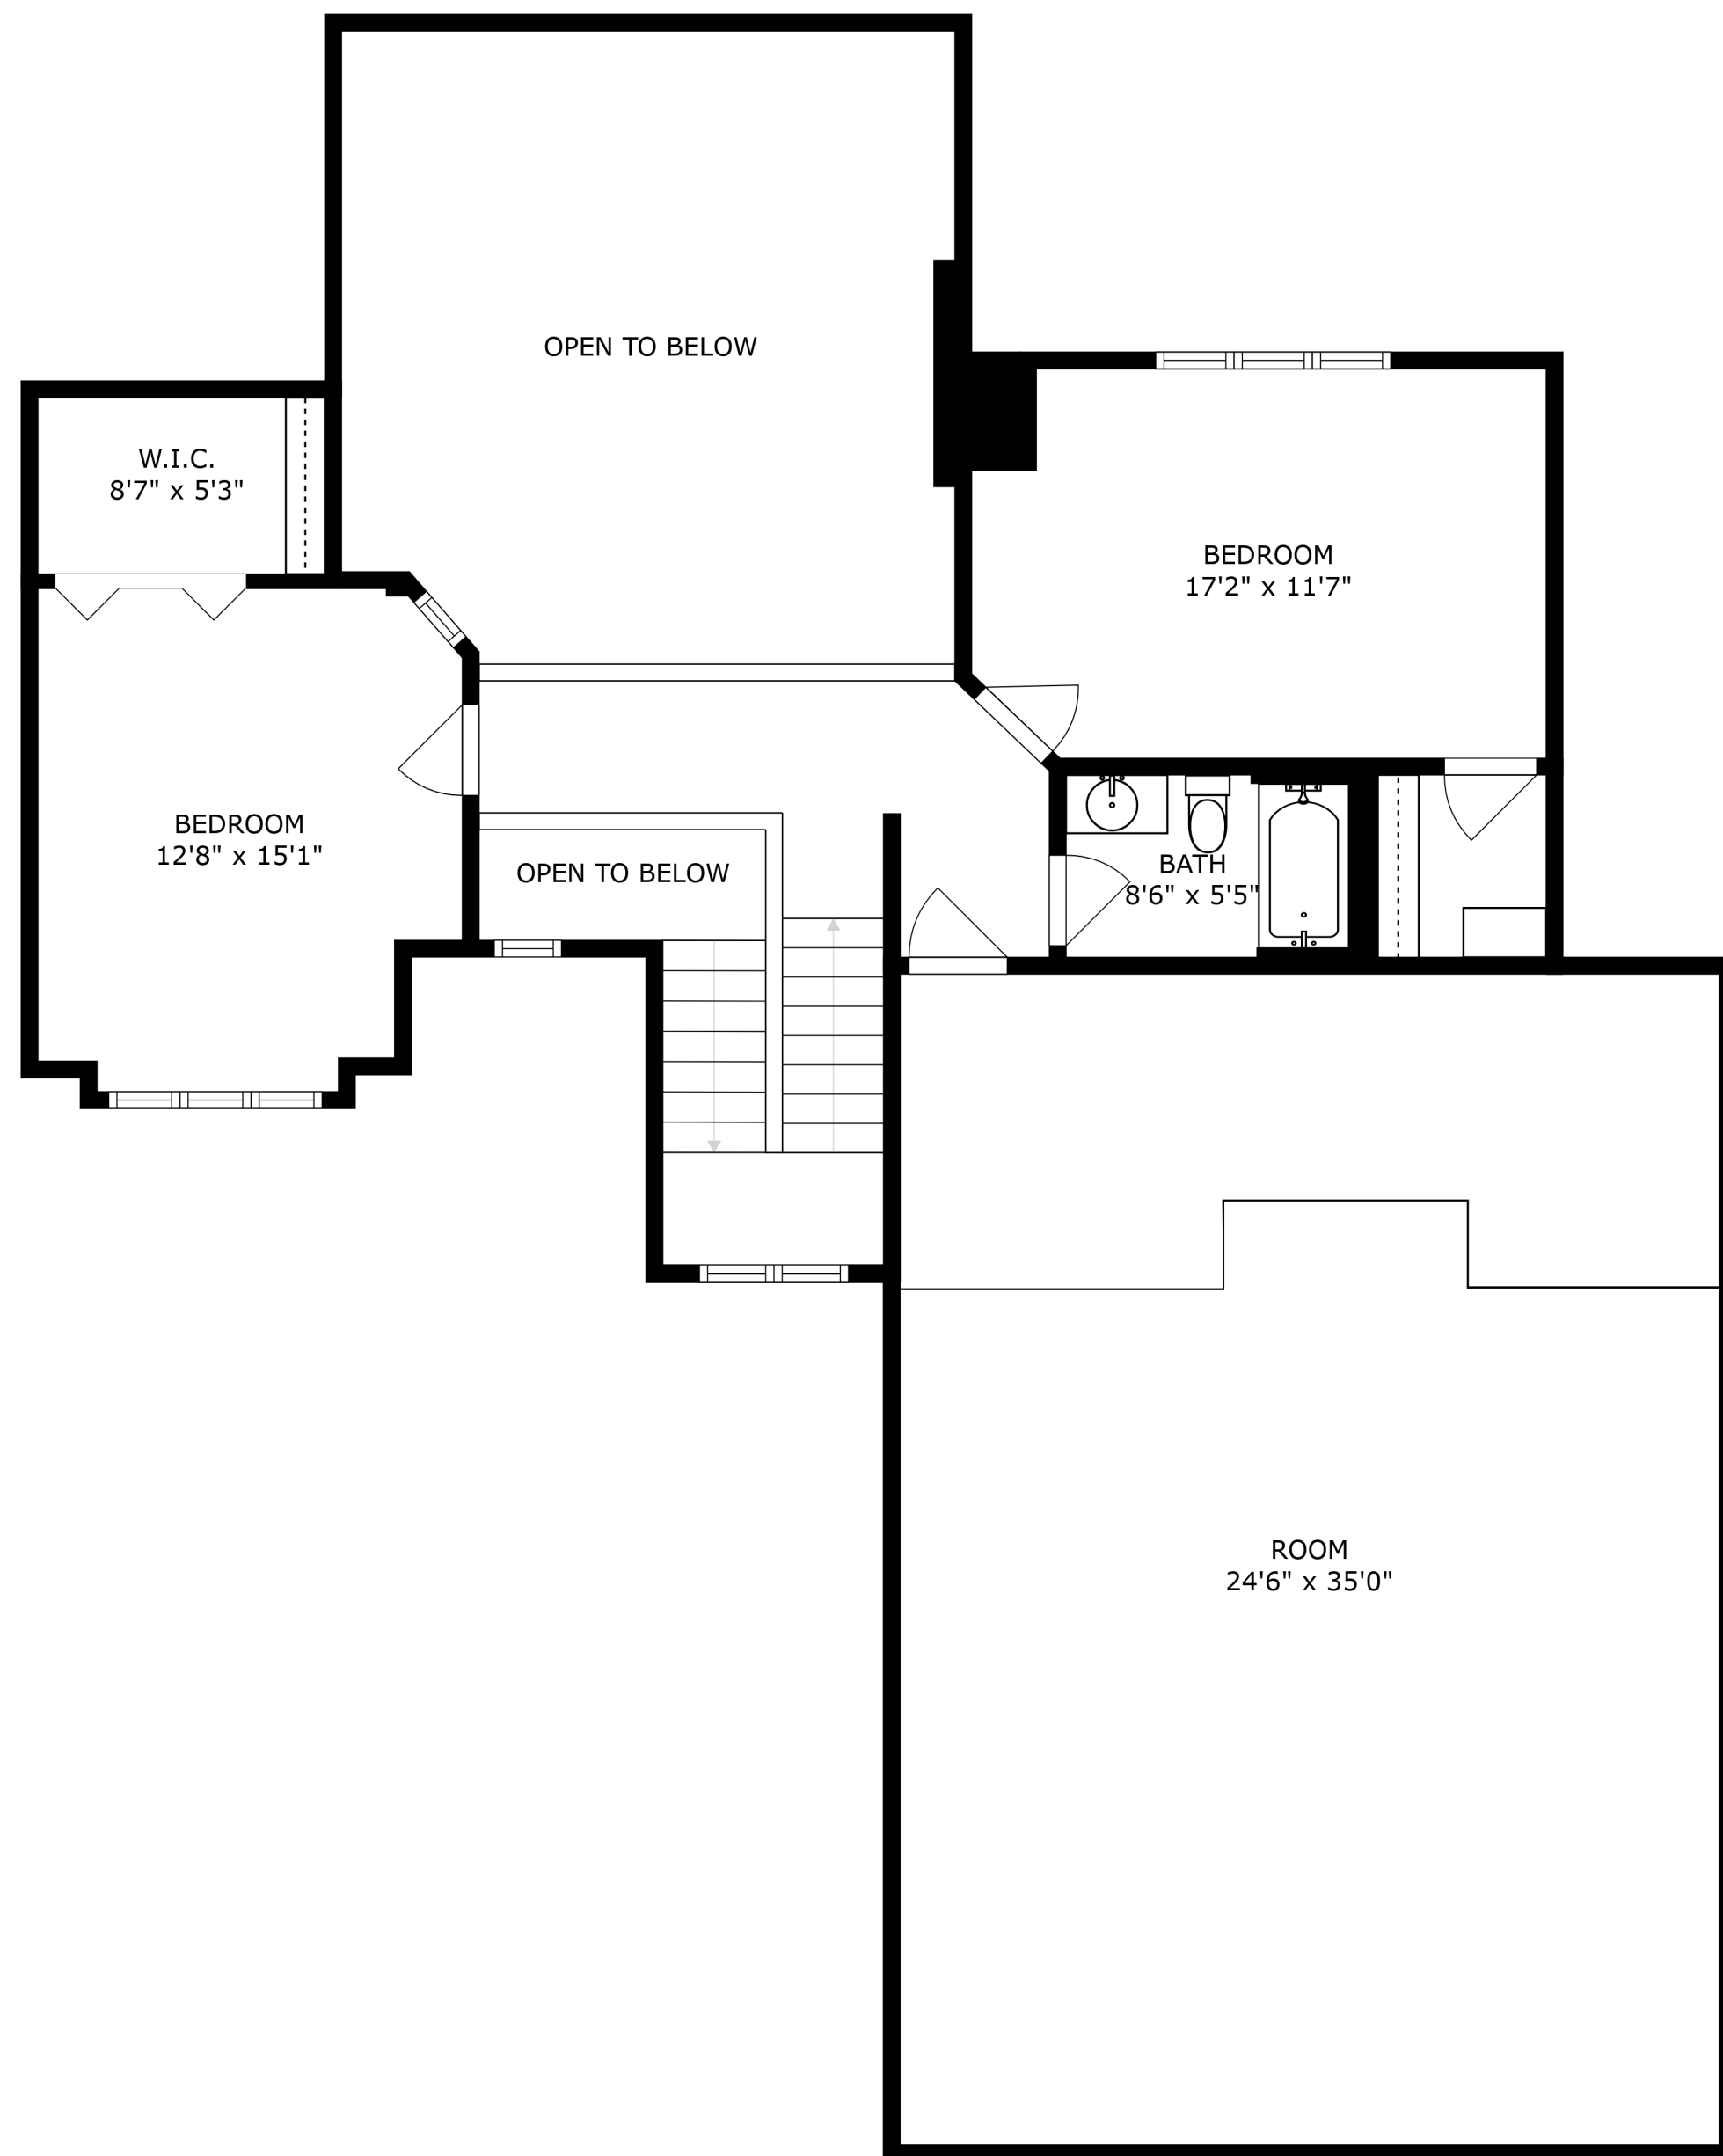 OPEN TO BELOW
W.I.C.
8'7" x 5'3"
BEDROOM
17'2" x 11'7"
BEDROOM
12'8" x 15'1"
OPEN TO BELOW
BATH
8'6" x 5'5"
ROOM
24'6" x 35'0"